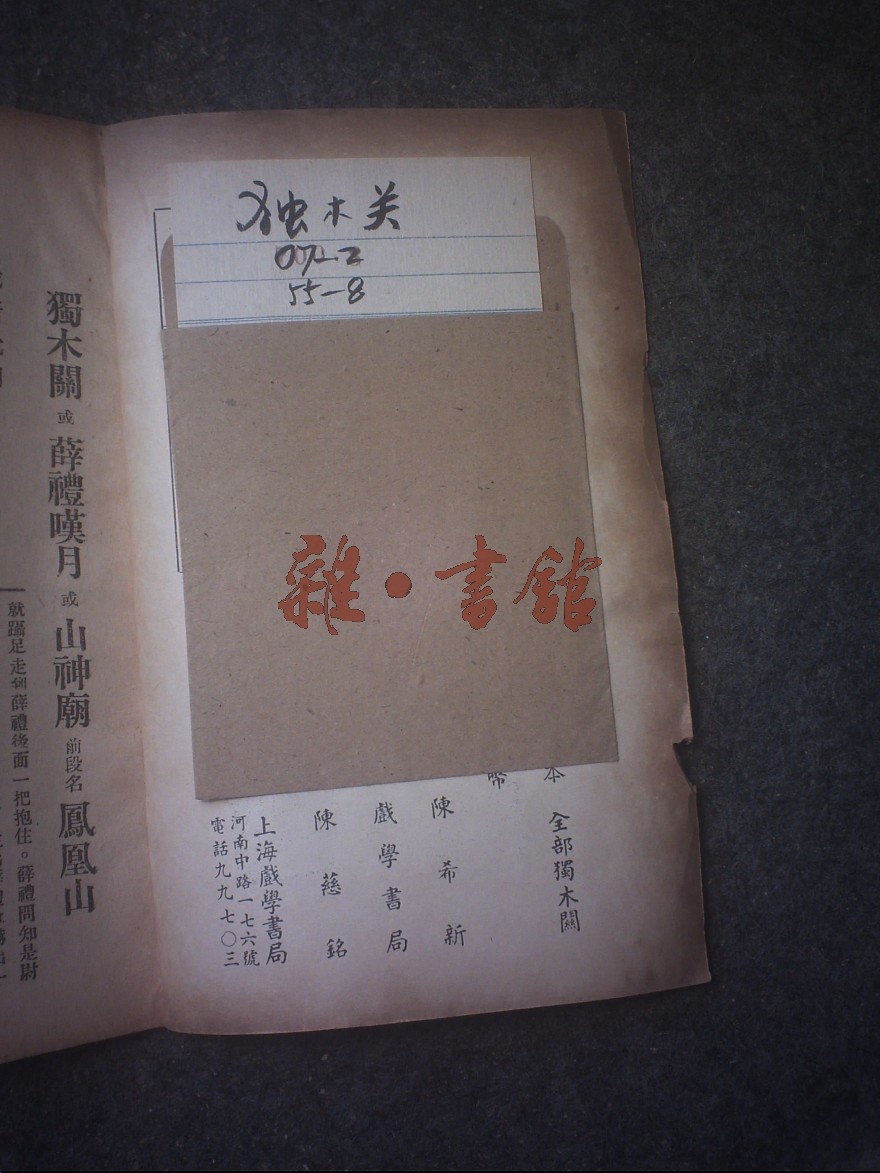 独木关
072.2
55-8
雜·書館
本 全部獨木關
幣
陳希新
戲學書局
陳慈銘
上海戲學書局
河南中路一七六號
電話九九七〇三
獨木關 或 薛禮嘆月 或 山神廟 前段名 鳳凰山
就躡足走到薛禮後面一把抱住。薛禮問知是尉